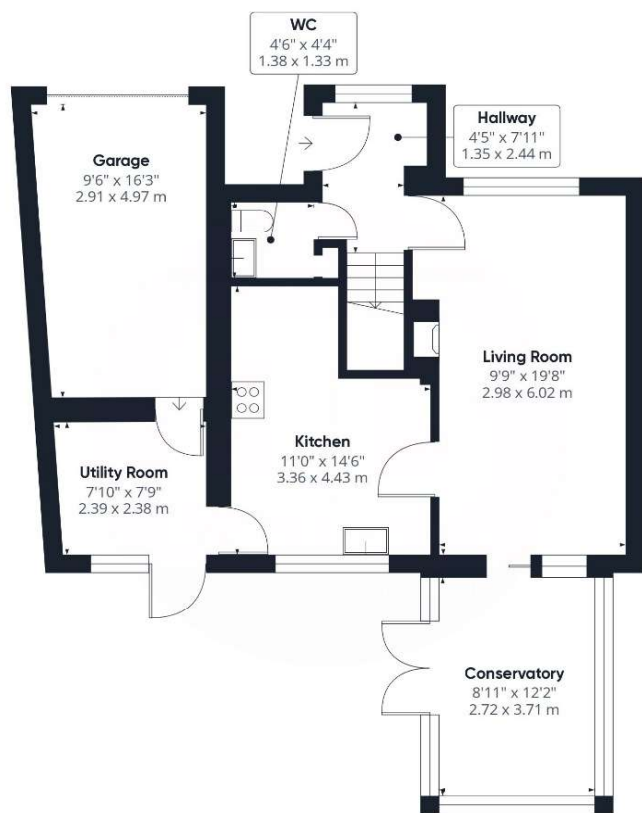 WC
4'6" x 4'4"
1.38 x 1.33 m
Hallway
4'5" x 7'11"
1.35 x 2.44 m
Garage
9'6" x 16'3"
2.91 x 4.97 m
Living Room
9'9" x 19'8"
2.98 x 6.02 m
Kitchen
11'0" x 14'6"
3.36 x 4.43 m
Utility Room
7'10" x 7'9"
2.39 x 2.38 m
Conservatory
8'11" x 12'2"
2.72 x 3.71 m